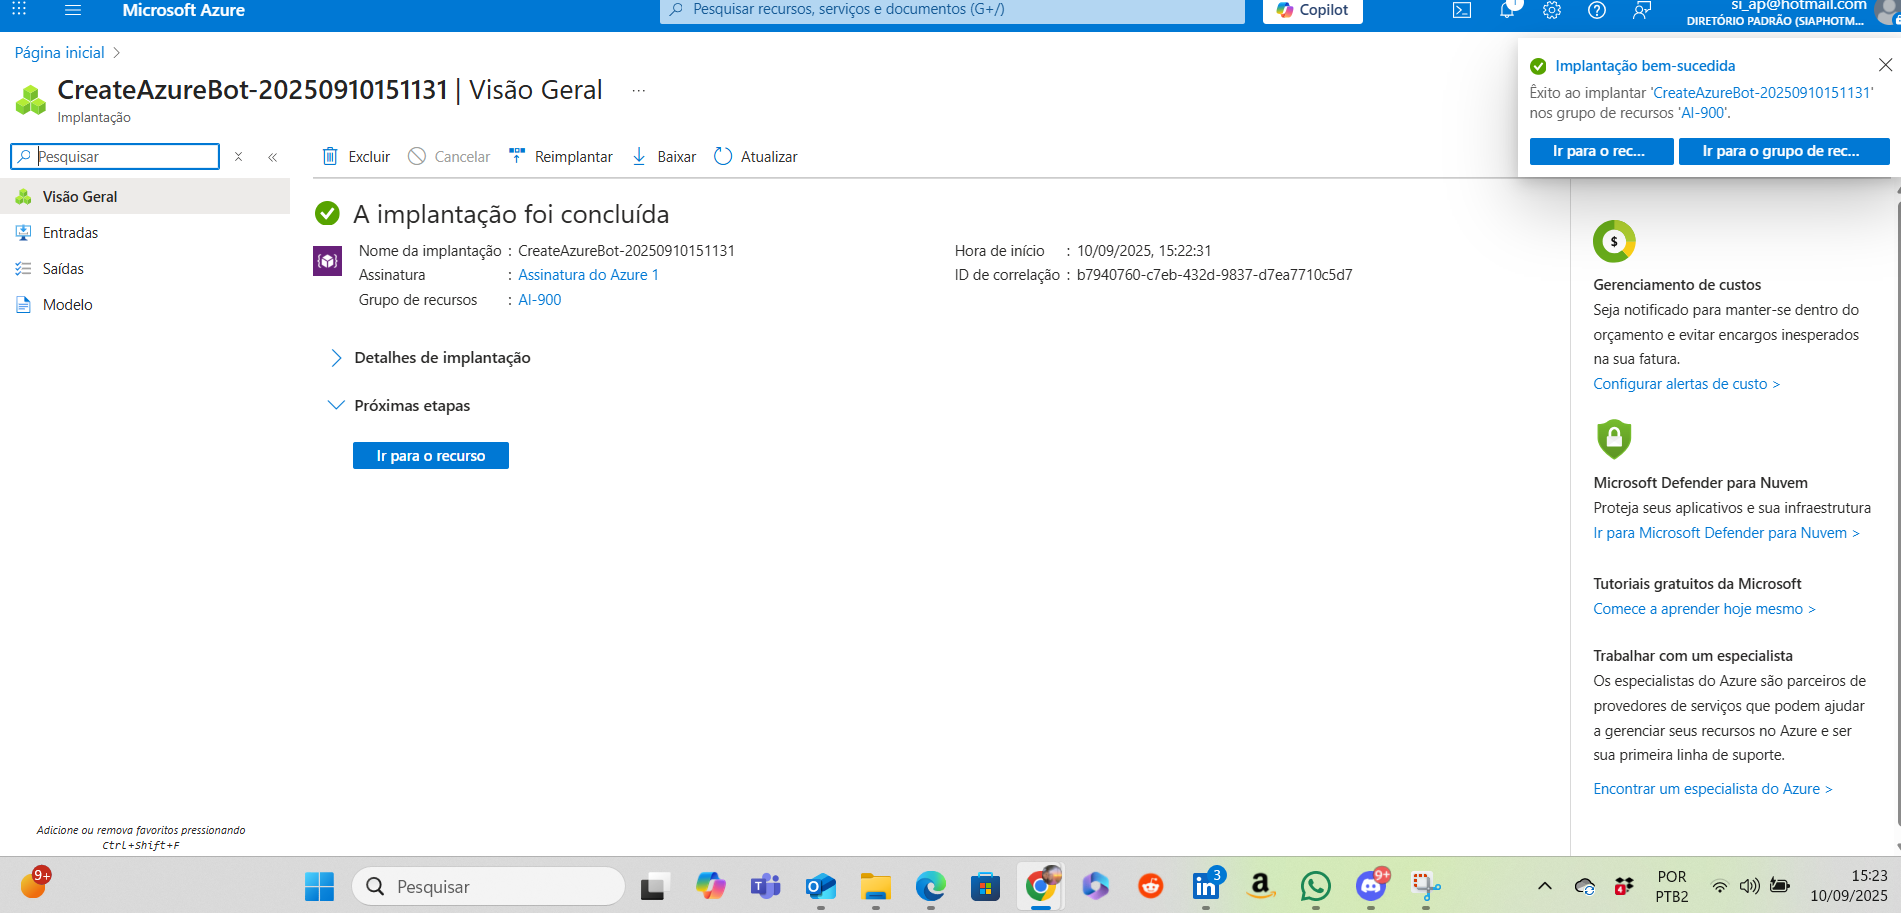 Microsoft Azure
Pesquisar recursos, serviços e documentos (G+/)
Copilot
1
si_ap@hotmail.com
DIRETÓRIO PADRÃO (SIAPHOTM...
Página inicial
CreateAzureBot-20250910151131 | Visão Geral ...
Implantação
Pesquisar
Excluir
Cancelar
Reimplantar
Baixar
Atualizar
Implantação bem-sucedida
Êxito ao implantar 'CreateAzureBot-20250910151131'
nos grupo de recursos 'AI-900'.
Ir para o rec...
Ir para o grupo de rec...
Visão Geral
Entradas
Saídas
Modelo
A implantação foi concluída
Nome da implantação : CreateAzureBot-20250910151131
Assinatura : Assinatura do Azure 1
Grupo de recursos : AI-900
Hora de início : 10/09/2025, 15:22:31
ID de correlação : b7940760-c7eb-432d-9837-d7ea7710c5d7
Detalhes de implantação
Próximas etapas
Ir para o recurso
$
Gerenciamento de custos
Seja notificado para manter-se dentro do
orçamento e evitar encargos inesperados
na sua fatura.
Configurar alertas de custo >
Microsoft Defender para Nuvem
Proteja seus aplicativos e sua infraestrutura
Ir para Microsoft Defender para Nuvem >
Tutoriais gratuitos da Microsoft
Comece a aprender hoje mesmo >
Trabalhar com um especialista
Os especialistas do Azure são parceiros de
provedores de serviços que podem ajudar
a gerenciar seus recursos no Azure e ser
sua primeira linha de suporte.
Encontrar um especialista do Azure >
Adicione ou remova favoritos pressionando
Ctrl+Shift+F
9+
Pesquisar
in
3
a
9+
4
POR
PTB2
15:23
10/09/2025